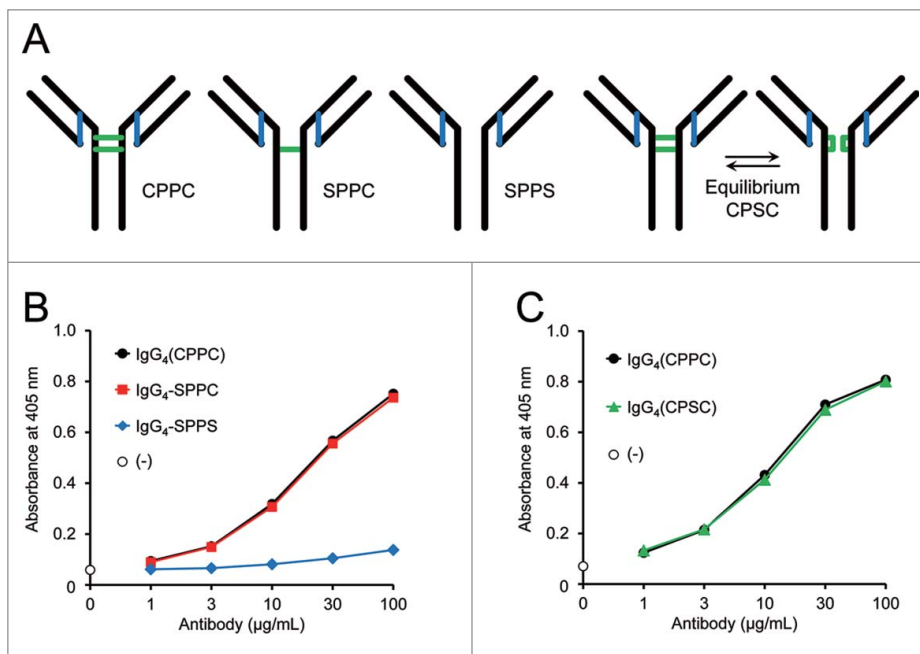 A
CPPC
SPPC
SPPS
Equilibrium
CPSC
B
1.0
0.8
0.6
0.4
0.2
0
Absorbance at 405 nm
IgG₄(CPPC)
IgG₄-SPPC
IgG₄-SPPS
(-)
0 1 3 10 30 100
Antibody (µg/mL)
C
1.0
0.8
0.6
0.4
0.2
0
Absorbance at 405 nm
IgG₄(CPPC)
IgG₄(CPSC)
(-)
0 1 3 10 30 100
Antibody (µg/mL)